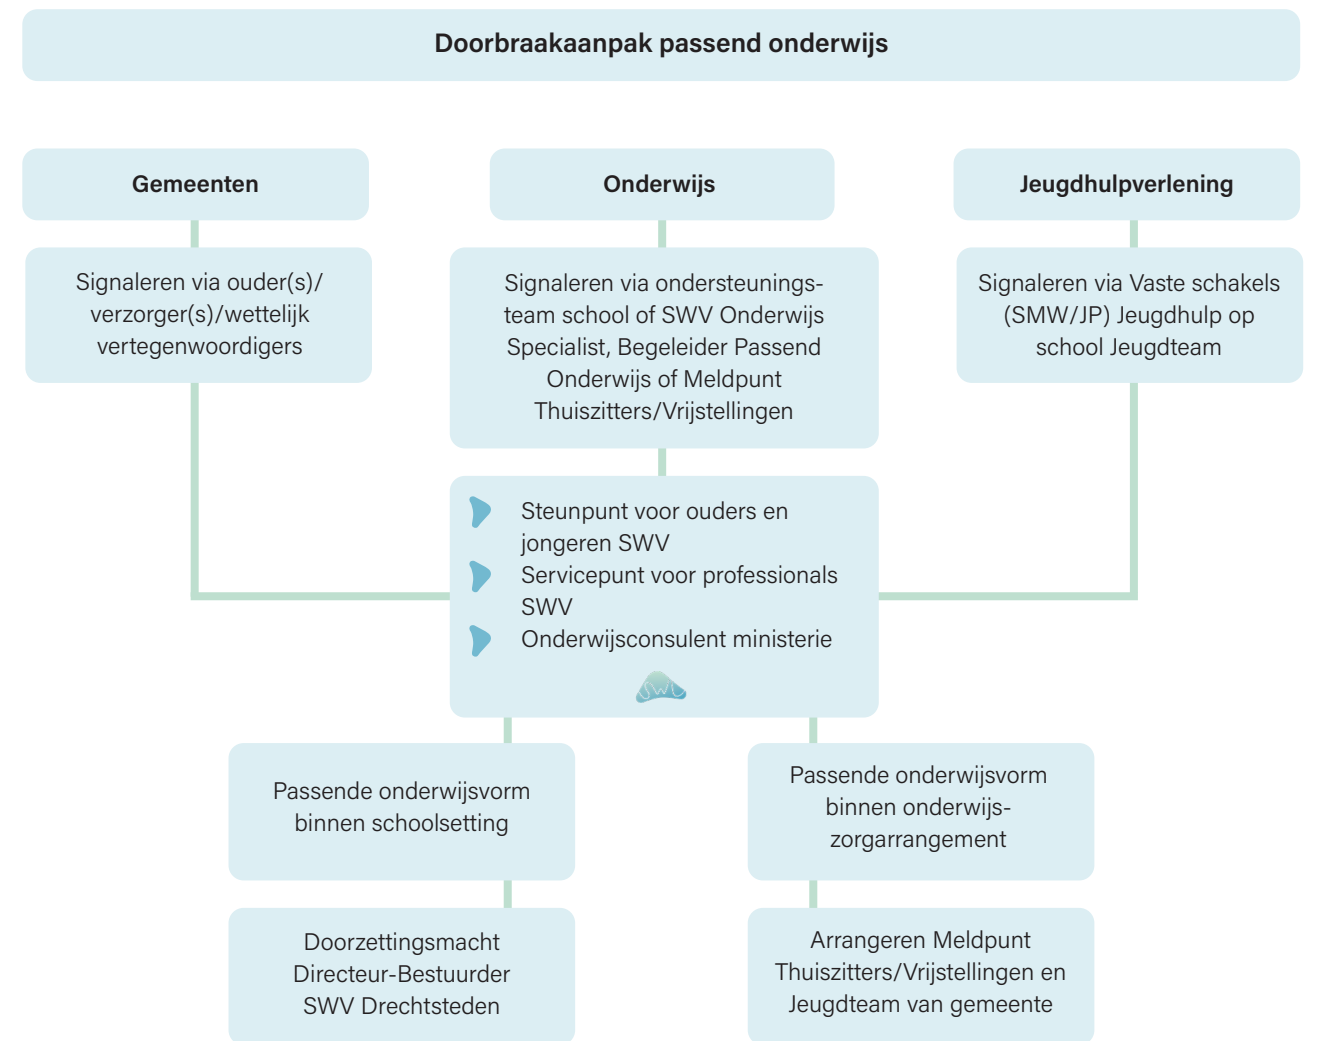 Doorbraakaanpak passend onderwijs
Gemeenten
Onderwijs
Jeugdhulpverlening
Signaleren via ouder(s)/
verzorger(s)/wettelijk
vertegenwoordigers
Signaleren via ondersteunings-
team school of SWV Onderwijs
Specialist, Begeleider Passend
Onderwijs of Meldpunt
Thuiszitters/Vrijstellingen
Signaleren via Vaste schakels
(SMW/JP) Jeugdhulp op
school Jeugdteam
Steunpunt voor ouders en
jongeren SWV
Servicepunt voor professionals
SWV
Onderwijsconsulent ministerie
SWV
Passende onderwijsvorm
binnen schoolsetting
Passende onderwijsvorm
binnen onderwijs-
zorgarrangement
Doorzettingsmacht
Directeur-Bestuurder
SWV Drechtsteden
Arrangeren Meldpunt
Thuiszitters/Vrijstellingen en
Jeugdteam van gemeente